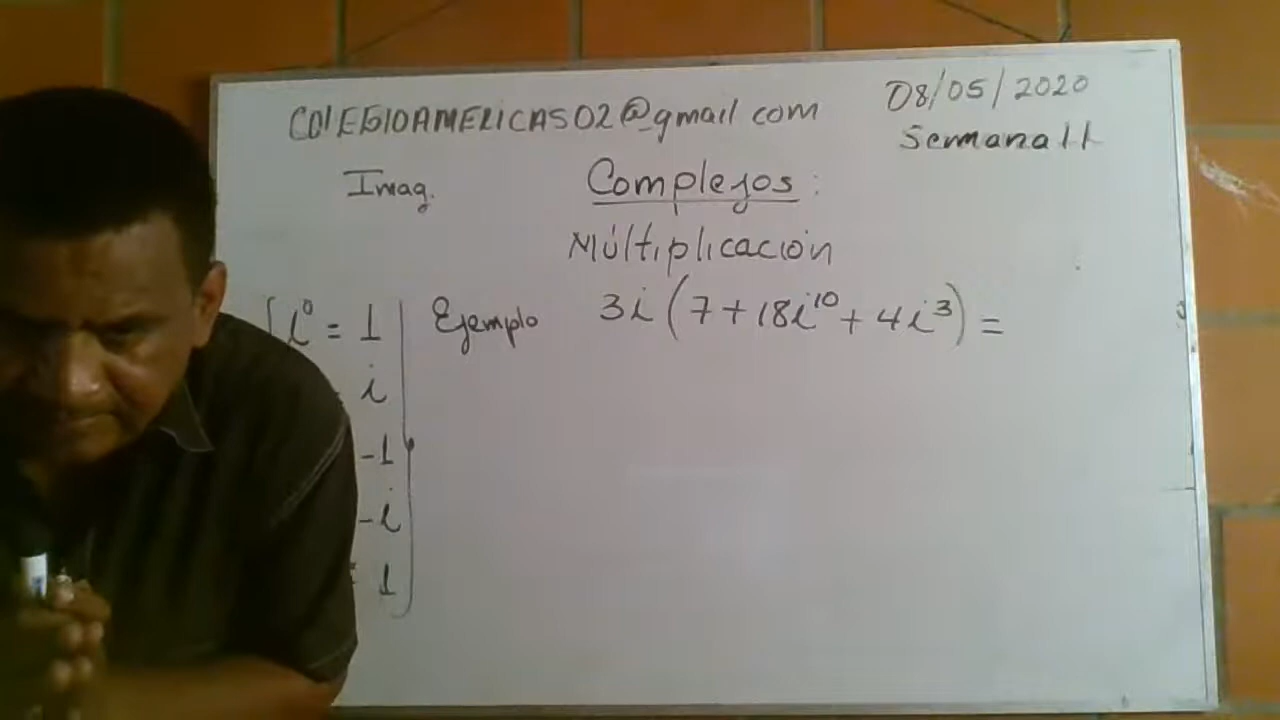 COLEGIOAMERICAS02@gmail com
08/05/2020
Semana 11
Imag.
Complejos:
Múltiplicación
i⁰ = 1
i
-1
-i
= 1
Ejemplo 3i (7 + 18i¹⁰ + 4i³) =